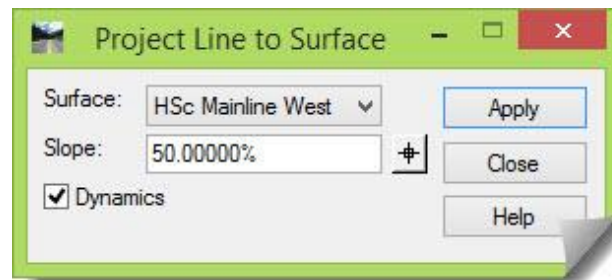 Project Line to Surface
Surface: HSc Mainline West Apply
Slope: 50.00000% Close
Dynamics Help